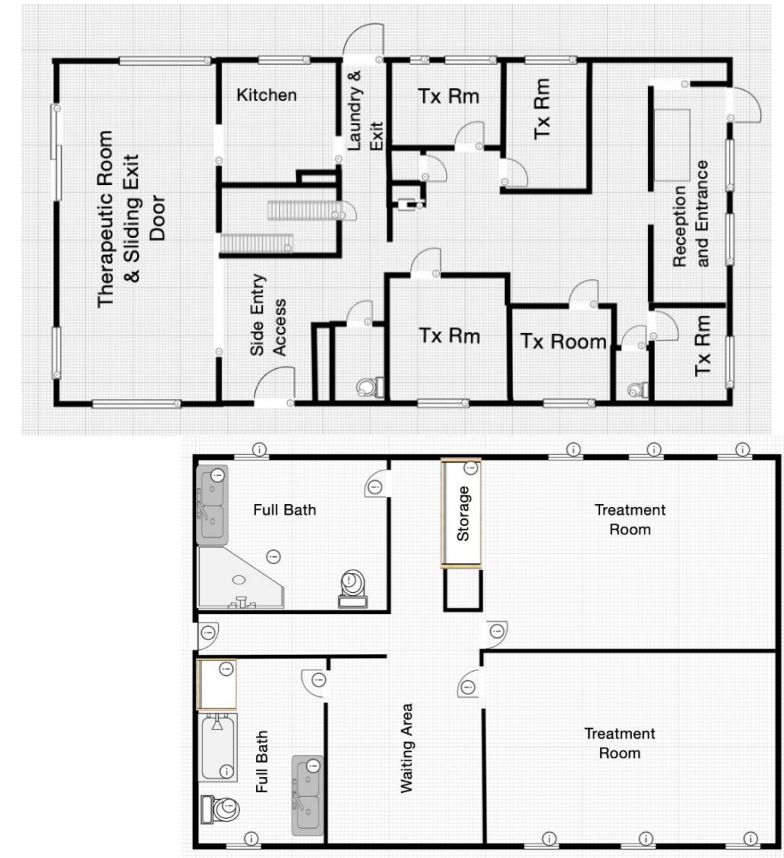 Kitchen
Laundry &
Exit
Tx Rm
Tx Rm
Therapeutic Room
& Sliding Exit
Door
Reception
and Entrance
Side Entry
Access
Tx Rm
Tx Room
Tx Rm
Full Bath
Storage
Treatment
Room
Full Bath
Waiting Area
Treatment
Room